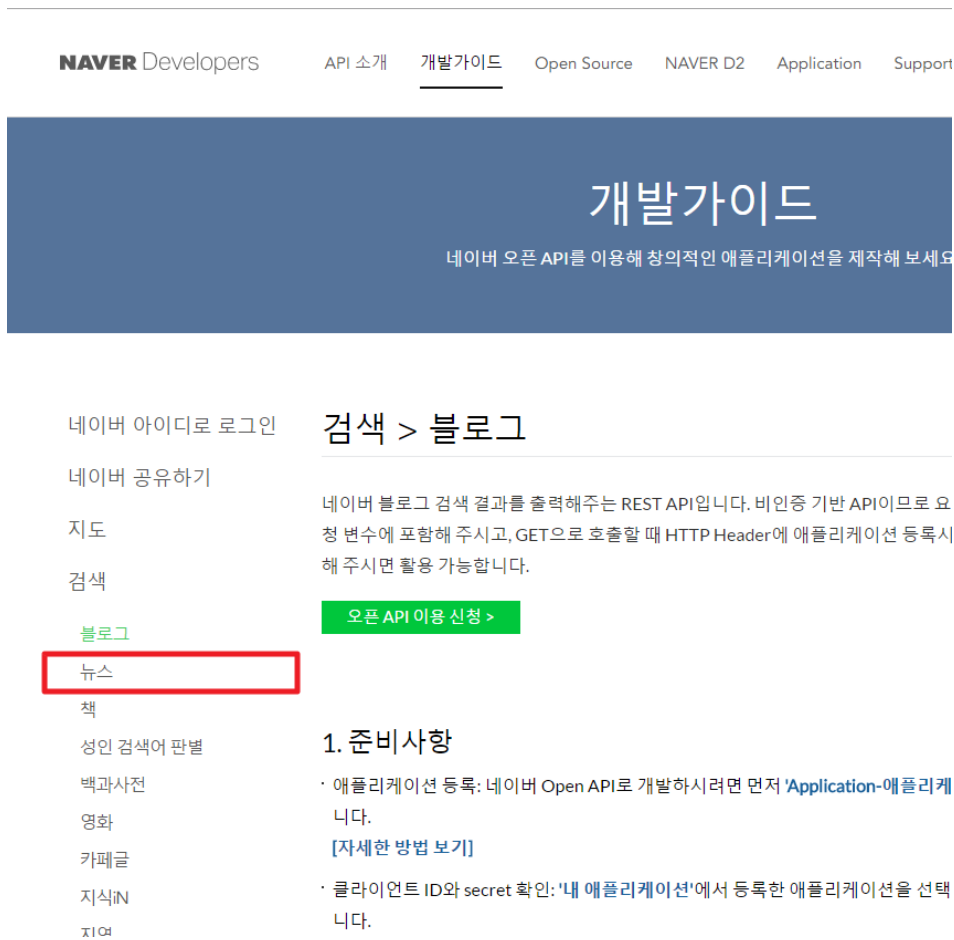 NAVER Developers API 소개 개발가이드 Open Source NAVER D2 Application Support
개발가이드
네이버 오픈 API를 이용해 창의적인 애플리케이션을 제작해 보세요
네이버 아이디로 로그인
네이버 공유하기
지도
검색
블로그
뉴스
책
성인 검색어 판별
백과사전
영화
카페글
지식iN
지역
검색 > 블로그
네이버 블로그 검색 결과를 출력해주는 REST API입니다. 비인증 기반 API이므로 요
청 변수에 포함해 주시고, GET으로 호출할 때 HTTP Header에 애플리케이션 등록시
해 주시면 활용 가능합니다.
오픈 API 이용 신청 >
1. 준비사항
· 애플리케이션 등록: 네이버 Open API로 개발하시려면 먼저 'Application-애플리케
니다.
[자세한 방법 보기]
· 클라이언트 ID와 secret 확인: '내 애플리케이션'에서 등록한 애플리케이션을 선택
니다.